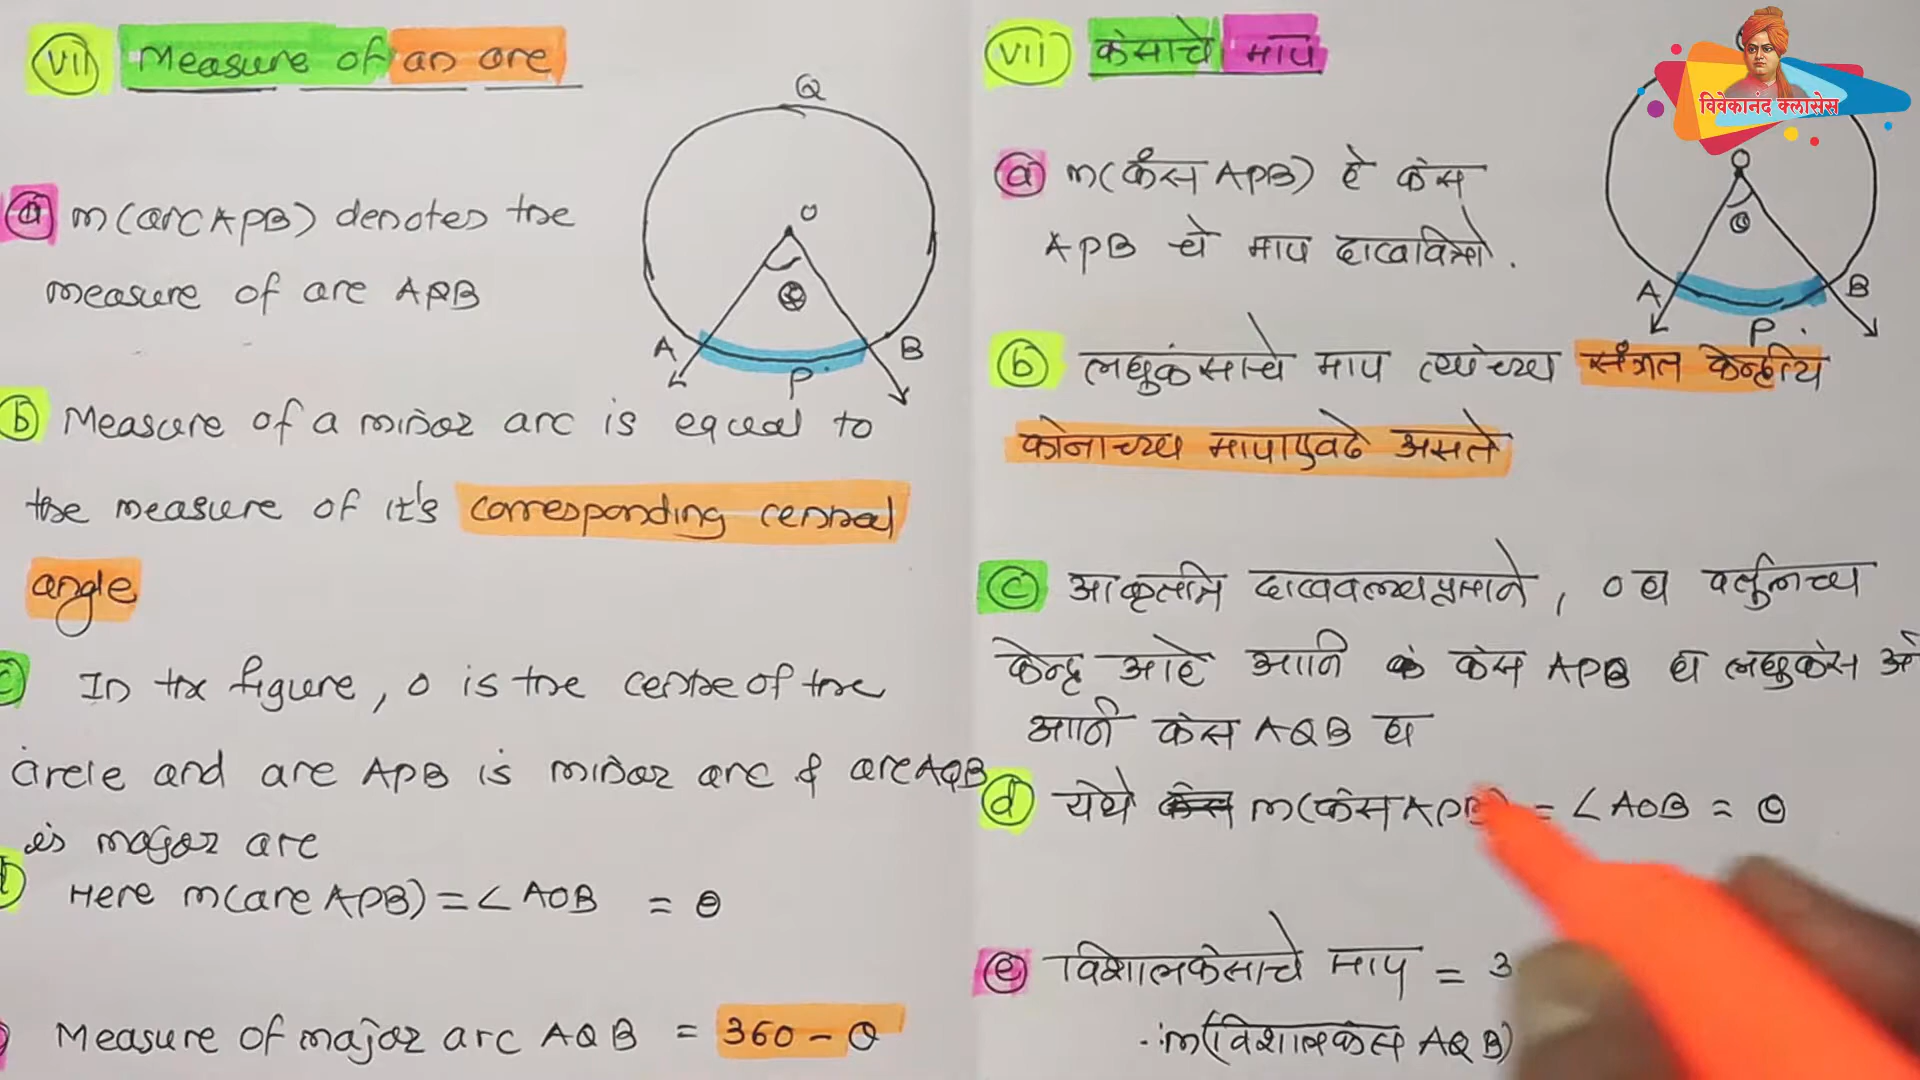 VII Measure of an arc
a m(arc APB) denotes the
measure of arc APB
Q
O
θ
A
B
P
b Measure of a minor arc is equal to
the measure of it's corresponding central
angle
c In the figure, O is the centre of the
circle and arc APB is minor arc & arc AQB
is major arc
d Here m(arc APB) = ∠AOB = θ
Measure of major arc AQB = 360 - θ
VII कंसाचे माप
विवेकानंद क्लासेस
a m(कंस APB) हे कंस
APB चे माप दाखविते.
O
θ
A
B
P
b लघुकंसाचे माप त्याच्या संगत केन्द्रीय
कोनाच्या मापाएवढे असते
c आकृतीत दाखवल्याप्रमाणे, O हा वर्तुळाच्या
केन्द्र आहे आणि कंस APB हा लघुकंस
आणि कंस AQB हा
d येथे m(कंस APB) = ∠AOB = θ
e विशालकंसाचे माप = 3
∴ m(विशालकंस AQB)